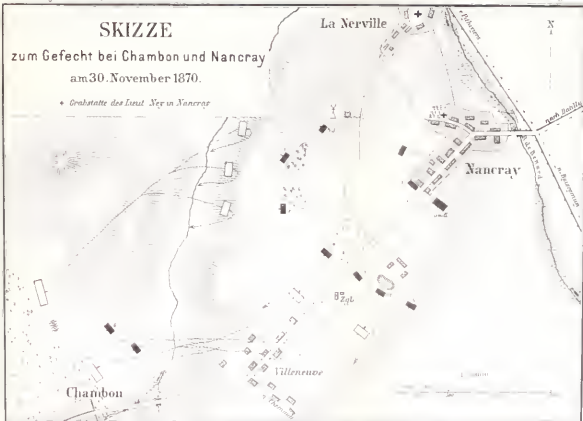 SKIZZE
zum Gefecht bei Chambon und Nancray
am 30. November 1870.
+ Grabstätte des Lieut. Ney in Nancray
La Nerville
N
Nancray
Zgl.
Villeneuve
Chambon